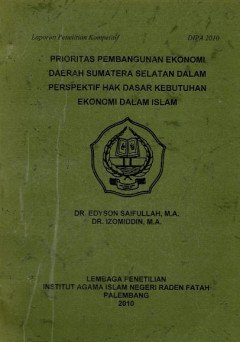 Laporan Penelitian Kompetitif DIPA 2010
PRIORITAS PEMBANGUNAN EKONOMI
DAERAH SUMATERA SELATAN DALAM
PERSPEKTIF HAK DASAR KEBUTUHAN
EKONOMI DALAM ISLAM
DR. EDYSON SAIFULLAH, M.A.
DR. IZOMIDDIN, M.A.
LEMBAGA PENETILIAN
INSTITUT AGAMA ISLAM NEGERI RADEN FATAH
PALEMBANG
2010